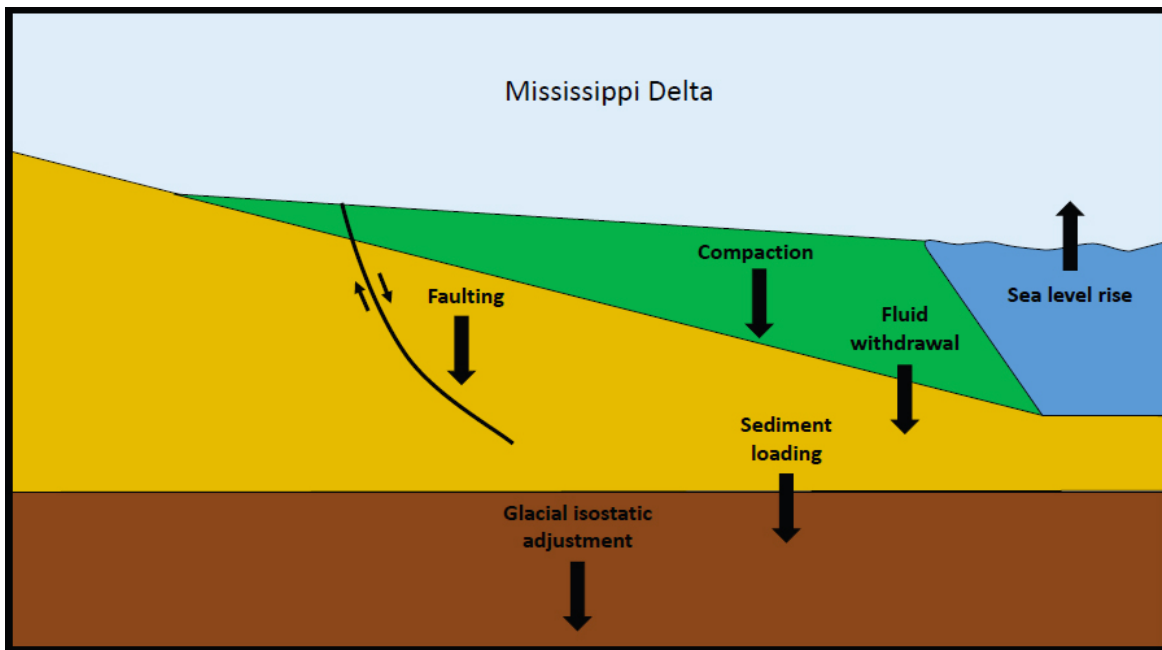 Mississippi Delta
Compaction
Sea level rise
Faulting
Fluid
withdrawal
Sediment
loading
Glacial isostatic
adjustment